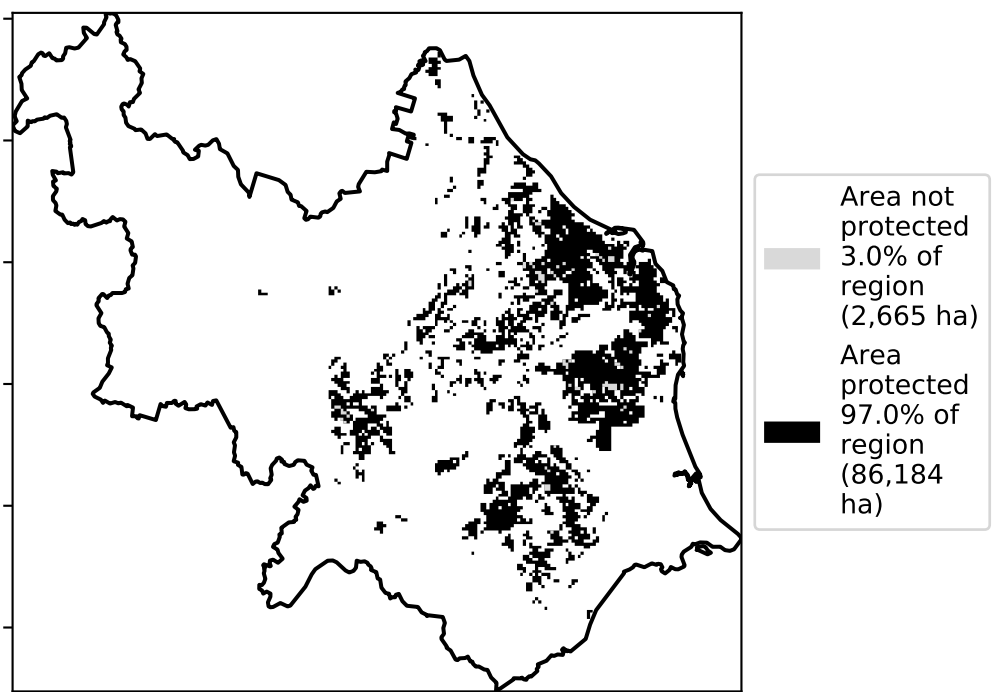 Area not
protected
3.0% of
region
(2,665 ha)
Area
protected
97.0% of
region
(86,184
ha)